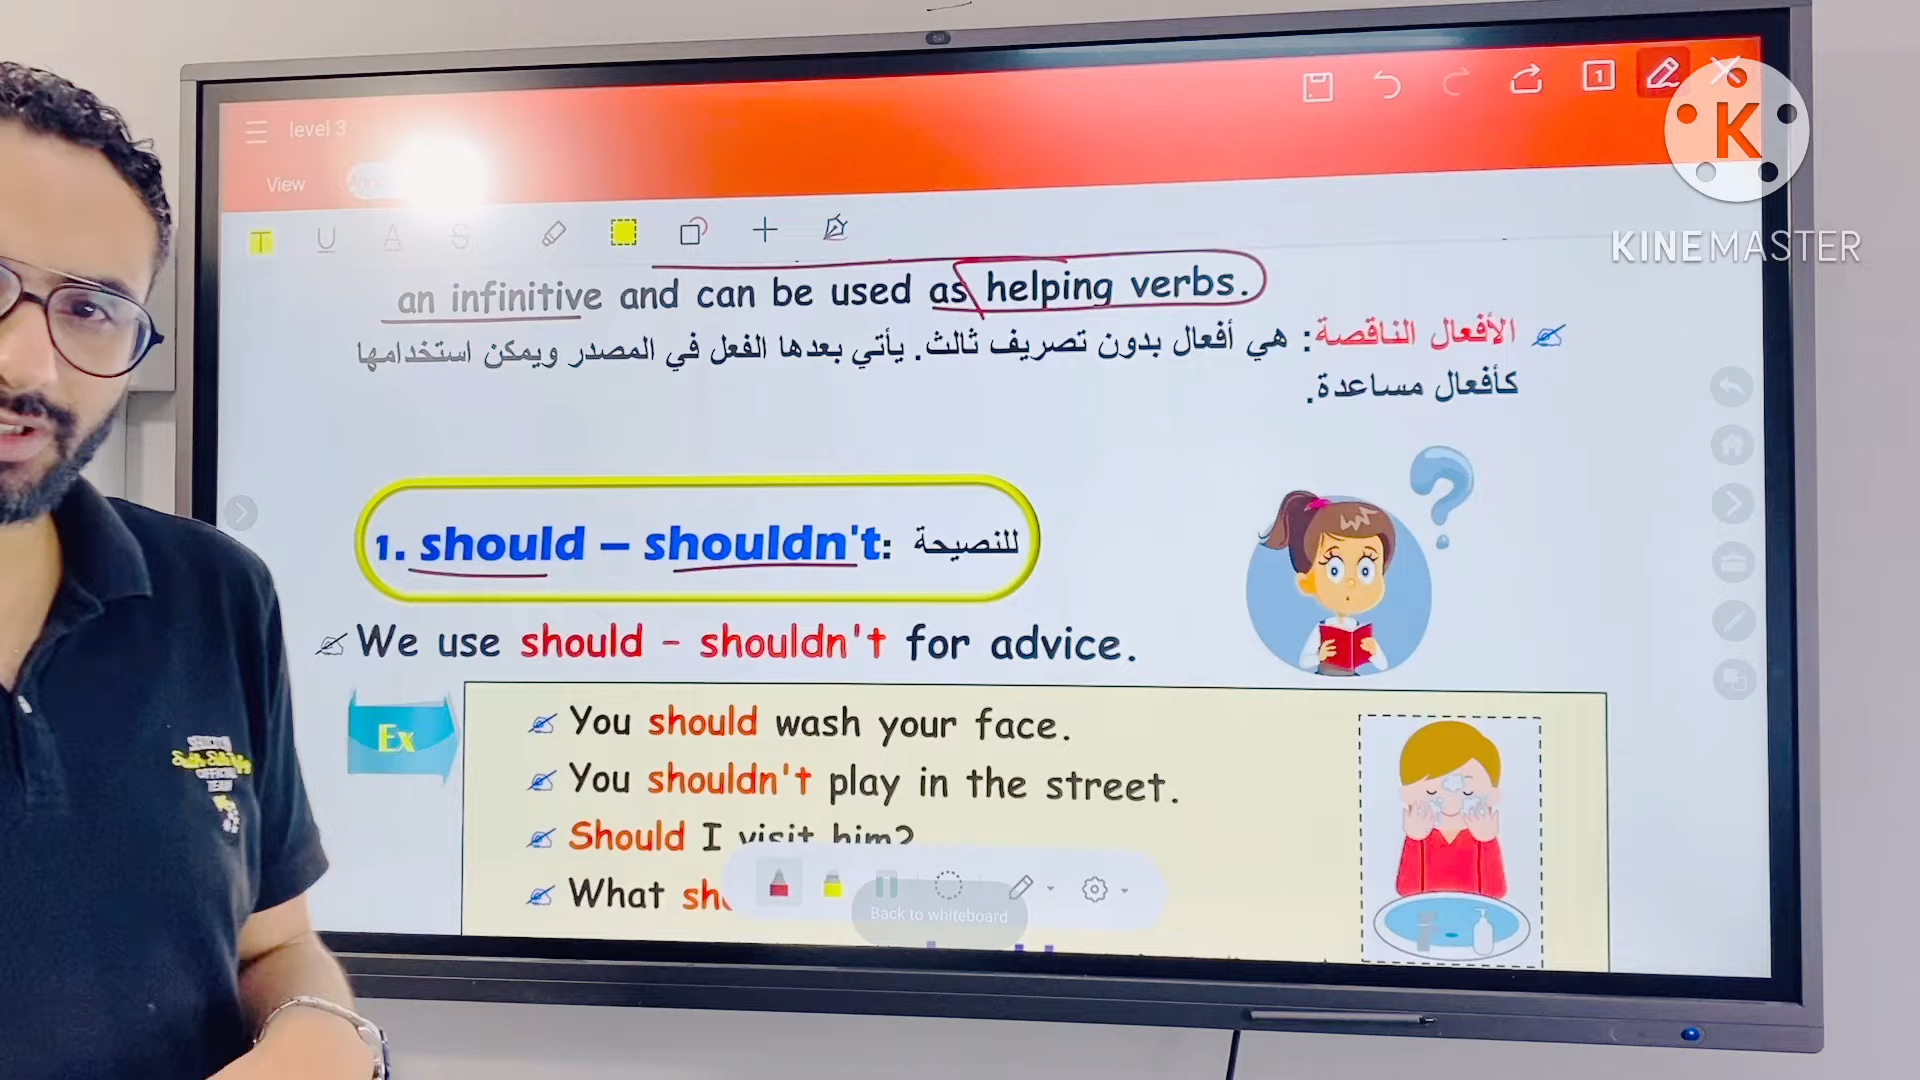 level 3
View
KINEMASTER
an infinitive and can be used as helping verbs.
الأفعال الناقصة: هي أفعال بدون تصريف ثالث. يأتي بعدها الفعل في المصدر ويمكن استخدامها
كأفعال مساعدة.
1. should – shouldn't: للنصيحة
We use should - shouldn't for advice.
Ex
You should wash your face.
You shouldn't play in the street.
Should I visit him?
What
Back to whiteboard